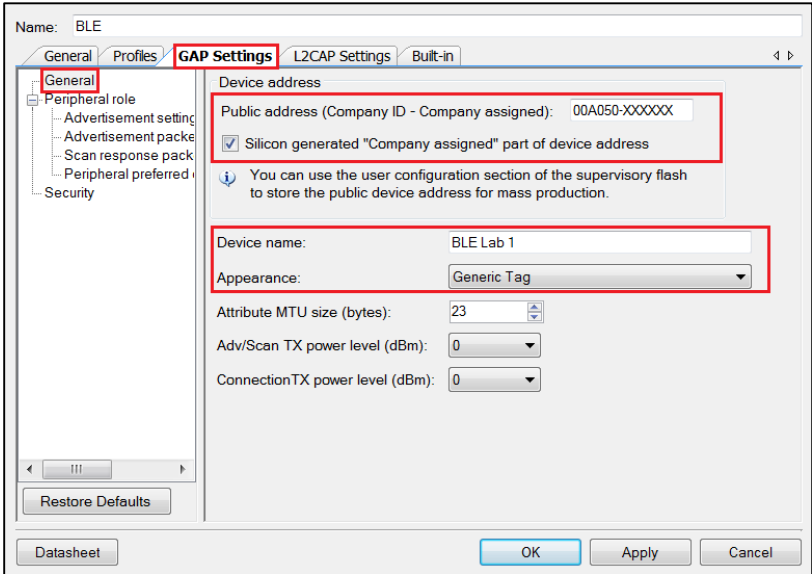 Name: BLE
General Profiles GAP Settings L2CAP Settings Built-in
General
Peripheral role
Advertisement setting
Advertisement packe
Scan response pack
Peripheral preferred
Security
Device address
Public address (Company ID - Company assigned): 00A050-XXXXXX
Silicon generated "Company assigned" part of device address
You can use the user configuration section of the supervisory flash
to store the public device address for mass production.
Device name: BLE Lab 1
Appearance: Generic Tag
Attribute MTU size (bytes): 23
Adv/Scan TX power level (dBm): 0
ConnectionTX power level (dBm): 0
Restore Defaults
Datasheet OK Apply Cancel